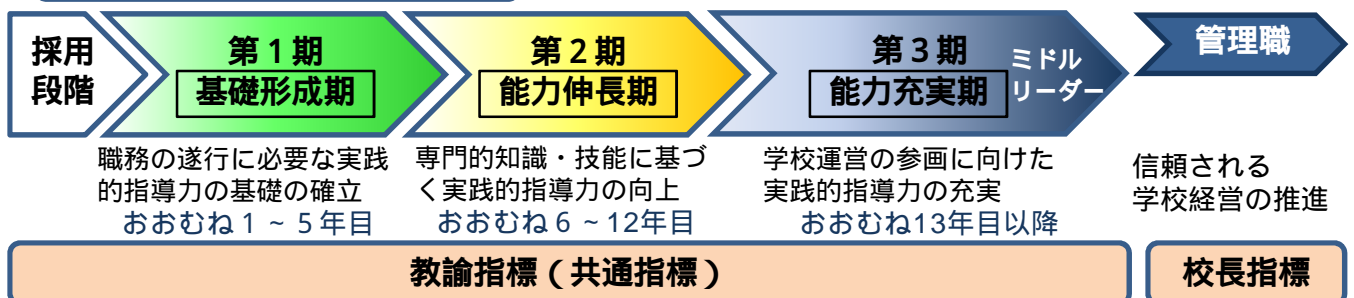 採用
段階
第１期
基礎形成期
第２期
能力伸長期
第３期
能力充実期
ミドル
リーダー
管理職
職務の遂行に必要な実践
的指導力の基礎の確立
おおむね１～５年目
専門的知識・技能に基づ
く実践的指導力の向上
おおむね６～12年目
学校運営の参画に向けた
実践的指導力の充実
おおむね13年目以降
信頼される
学校経営の推進
教諭指標（共通指標）
校長指標